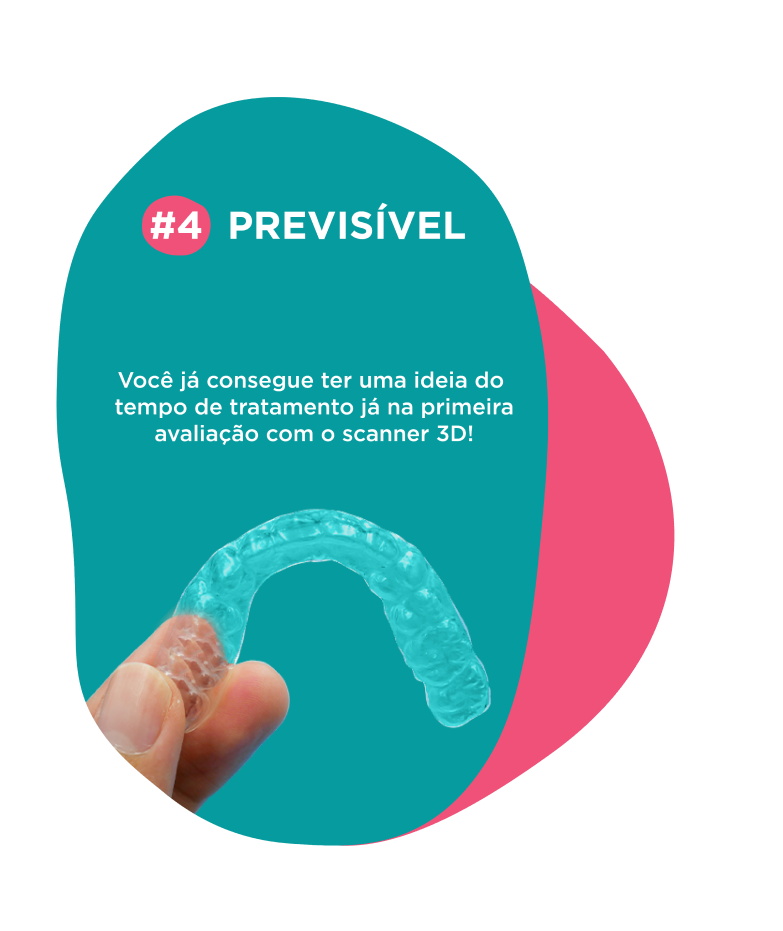 #4 PREVISÍVEL
Você já consegue ter uma ideia do
tempo de tratamento já na primeira
avaliação com o scanner 3D!